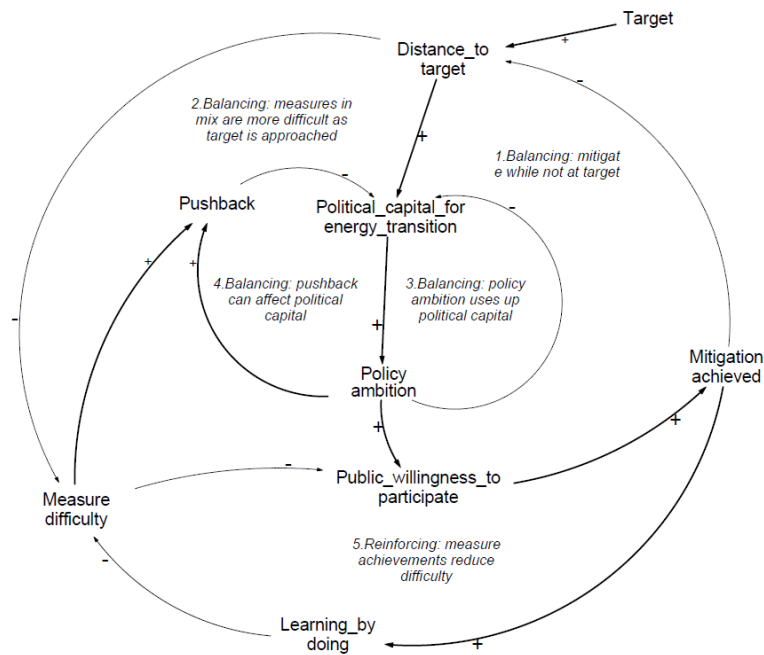 Target
+
Distance_to
target
-
2.Balancing: measures in
mix are more difficult as
target is approached
+
1.Balancing: mitigat
e while not at target
-
Pushback
Political_capital_for
energy_transition
-
+
+
4.Balancing: pushback
can affect political
capital
3.Balancing: policy
ambition uses up
political capital
-
+
Policy
ambition
Mitigation
achieved
+
+
-
Public_willingness_to
participate
Measure
difficulty
5.Reinforcing: measure
achievements reduce
difficulty
-
Learning_by
doing
+